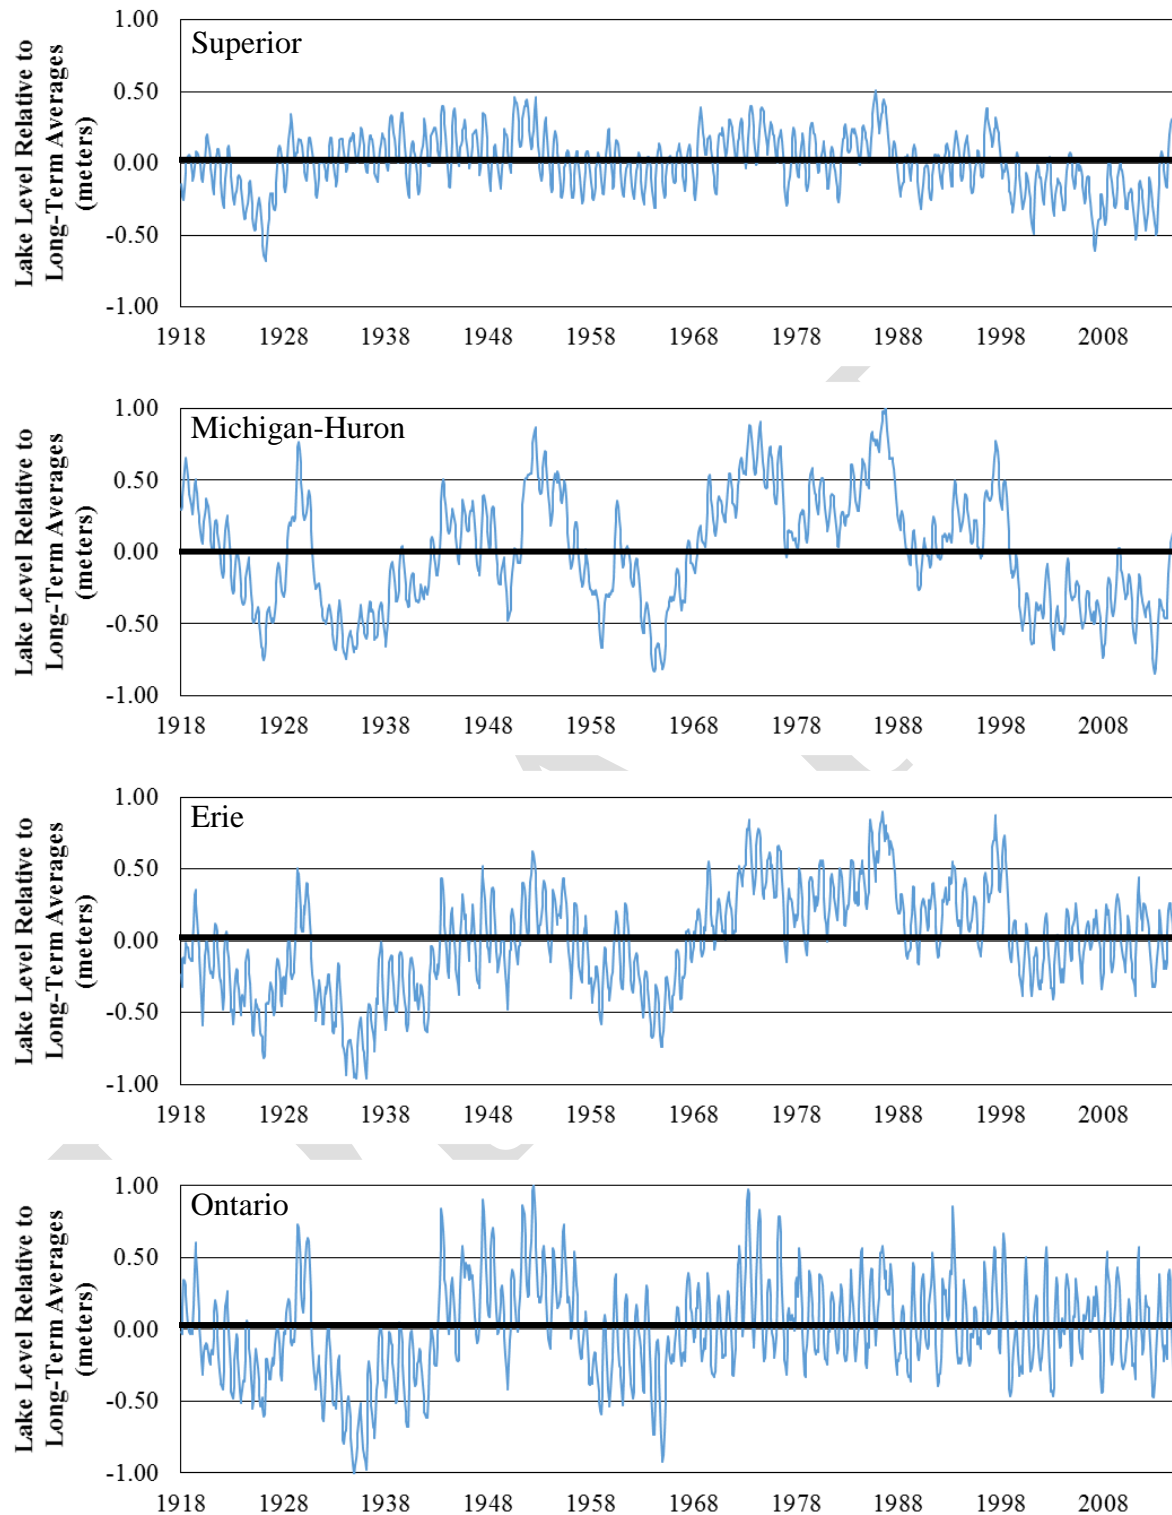 Superior
Lake Level Relative to
Long-Term Averages
(meters)
1.00
0.50
0.00
-0.50
-1.00
1918 1928 1938 1948 1958 1968 1978 1988 1998 2008
Michigan-Huron
Lake Level Relative to
Long-Term Averages
(meters)
1.00
0.50
0.00
-0.50
-1.00
1918 1928 1938 1948 1958 1968 1978 1988 1998 2008
Erie
Lake Level Relative to
Long-Term Averages
(meters)
1.00
0.50
0.00
-0.50
-1.00
1918 1928 1938 1948 1958 1968 1978 1988 1998 2008
Ontario
Lake Level Relative to
Long-Term Averages
(meters)
1.00
0.50
0.00
-0.50
-1.00
1918 1928 1938 1948 1958 1968 1978 1988 1998 2008